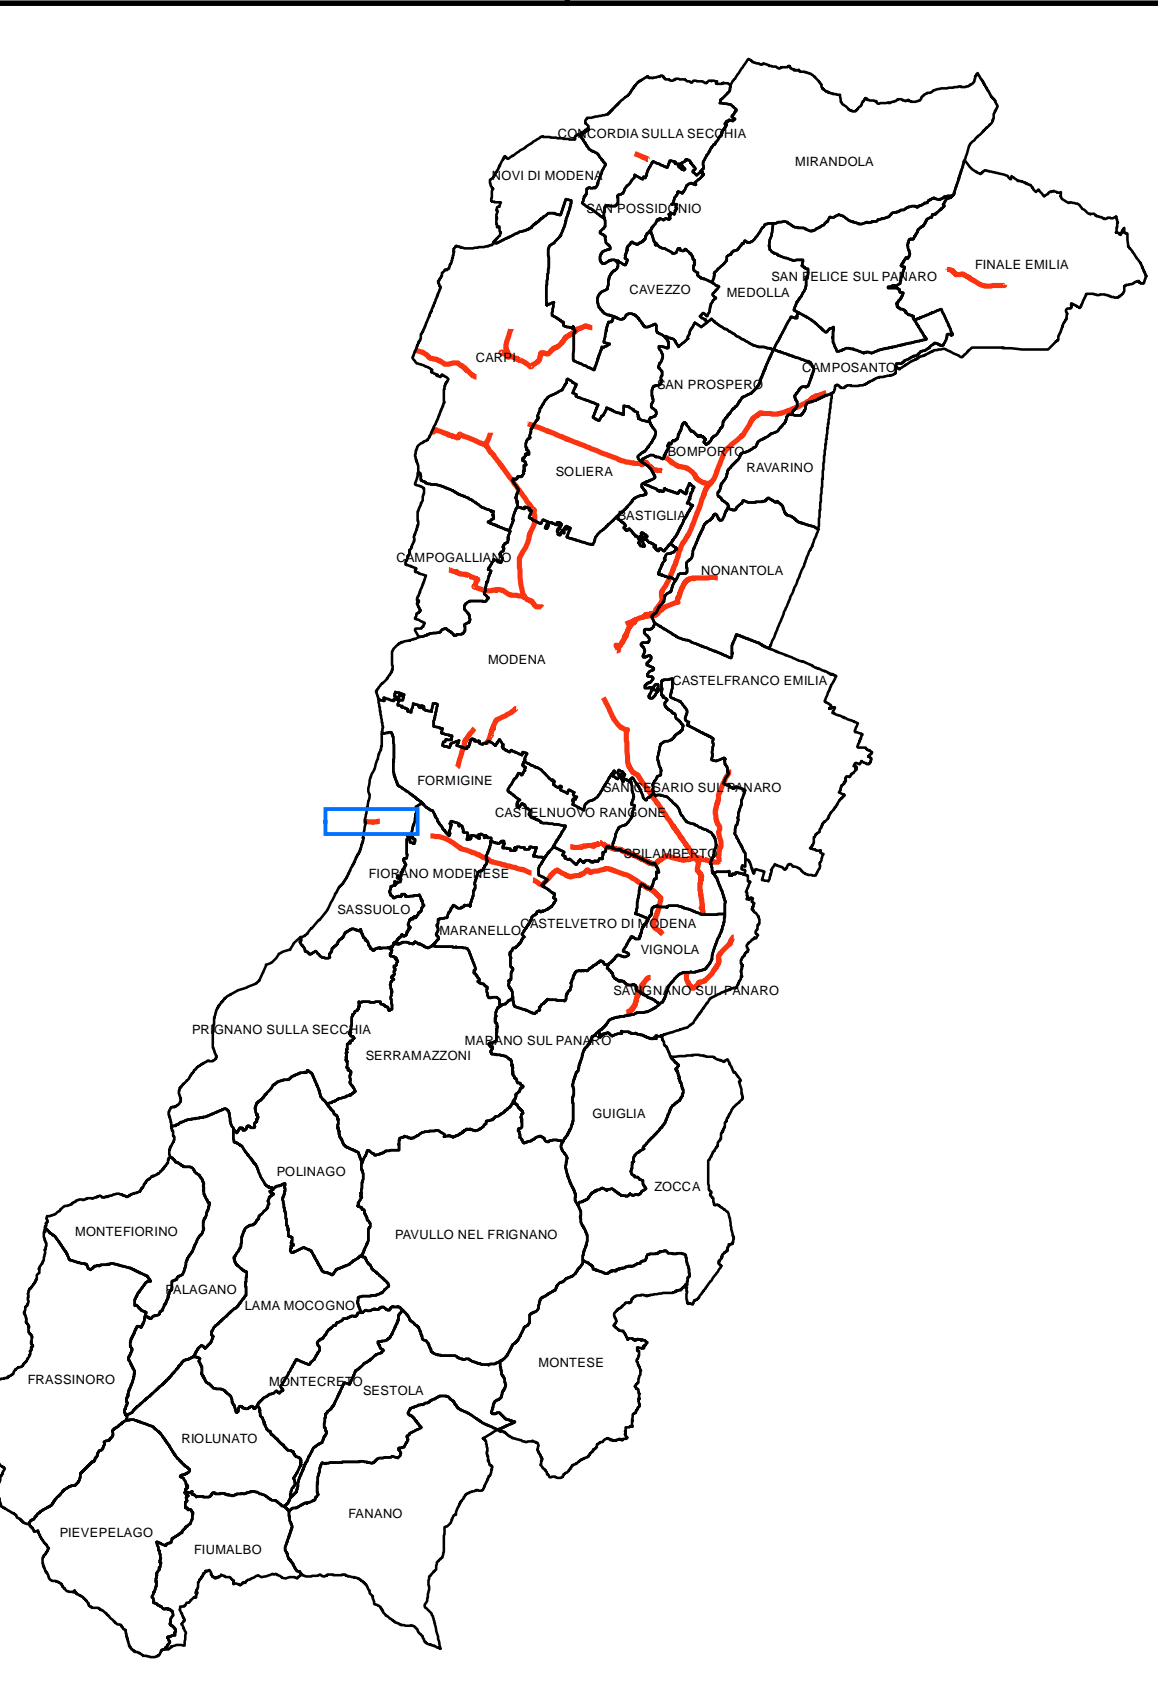 CONCORDIA SULLA SECCHIA
MIRANDOLA
NOVI DI MODENA
SAN POSSIDONIO
FINALE EMILIA
SAN FELICE SUL PANARO
CAVEZZO
MEDOLLA
CARPI
CAMPOSANTO
SAN PROSPERO
BOMPORTO
RAVARINO
SOLIERA
BASTIGLIA
CAMPOGALLIANO
NONANTOLA
MODENA
CASTELFRANCO EMILIA
FORMIGINE
SAN CESARIO SUL PANARO
CASTELNUOVO RANGONE
SPILAMBERTO
FIORANO MODENESE
SASSUOLO
CASTELVETRO DI MODENA
MARANELLO
VIGNOLA
SAVIGNANO SUL PANARO
PRIGNANO SULLA SECCHIA
MARANO SUL PANARO
SERRAMAZZONI
GUIGLIA
POLINAGO
ZOCCA
MONTEFIORINO
PAVULLO NEL FRIGNANO
PALAGANO
LAMA MOCOGNO
MONTESE
FRASSINORO
MONTECRETO
SESTOLA
RIOLUNATO
FANANO
PIEVEPELAGO
FIUMALBO